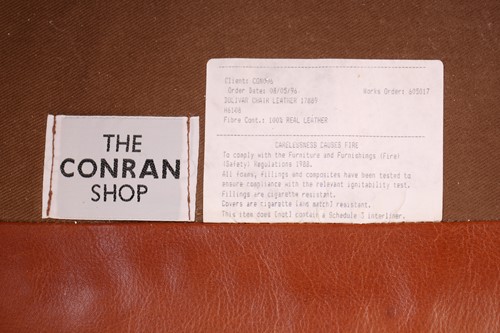 THE
CONRAN
SHOP
Client: CONRAN
Order Date: 08/05/96 Works Order: 603017
BOLIVAR CHAIR LEATHER 17889
H6148
Fibre Cont.: 100% REAL LEATHER
CARELESSNESS CAUSES FIRE
To comply with the Furniture and Furnishings (Fire)
(Safety) Regulations 1988.
All foams, fillings and composites have been tested to
ensure compliance with the relevant ignitability test.
Fillings are cigarette resistant.
Covers are cigarette [and match] resistant.
This item does [not] contain a Schedule 3 interliner.